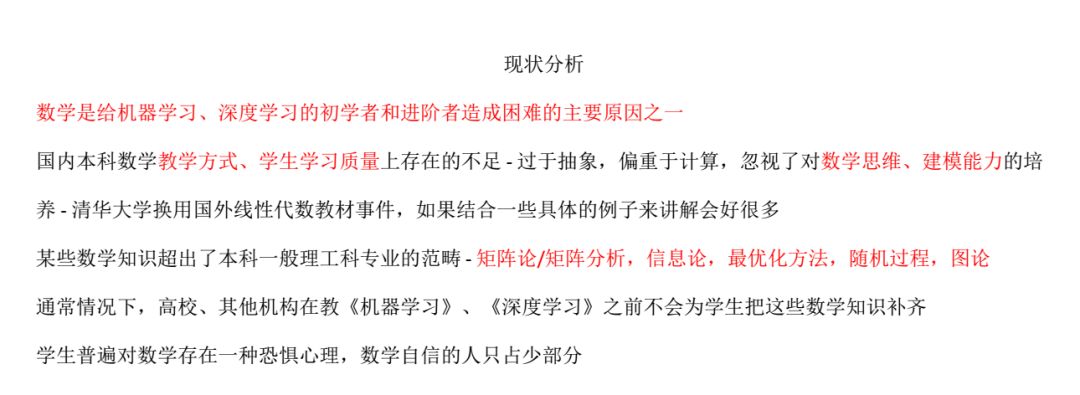 现状分析
数学是给机器学习、深度学习的初学者和进阶者造成困难的主要原因之一
国内本科数学教学方式、学生学习质量上存在的不足 - 过于抽象，偏重于计算，忽视了对数学思维、建模能力的培
养 - 清华大学换用国外线性代数教材事件，如果结合一些具体的例子来讲解会好很多
某些数学知识超出了本科一般理工科专业的范畴 - 矩阵论/矩阵分析，信息论，最优化方法，随机过程，图论
通常情况下，高校、其他机构在教《机器学习》、《深度学习》之前不会为学生把这些数学知识补齐
学生普遍对数学存在一种恐惧心理，数学自信的人只占少部分